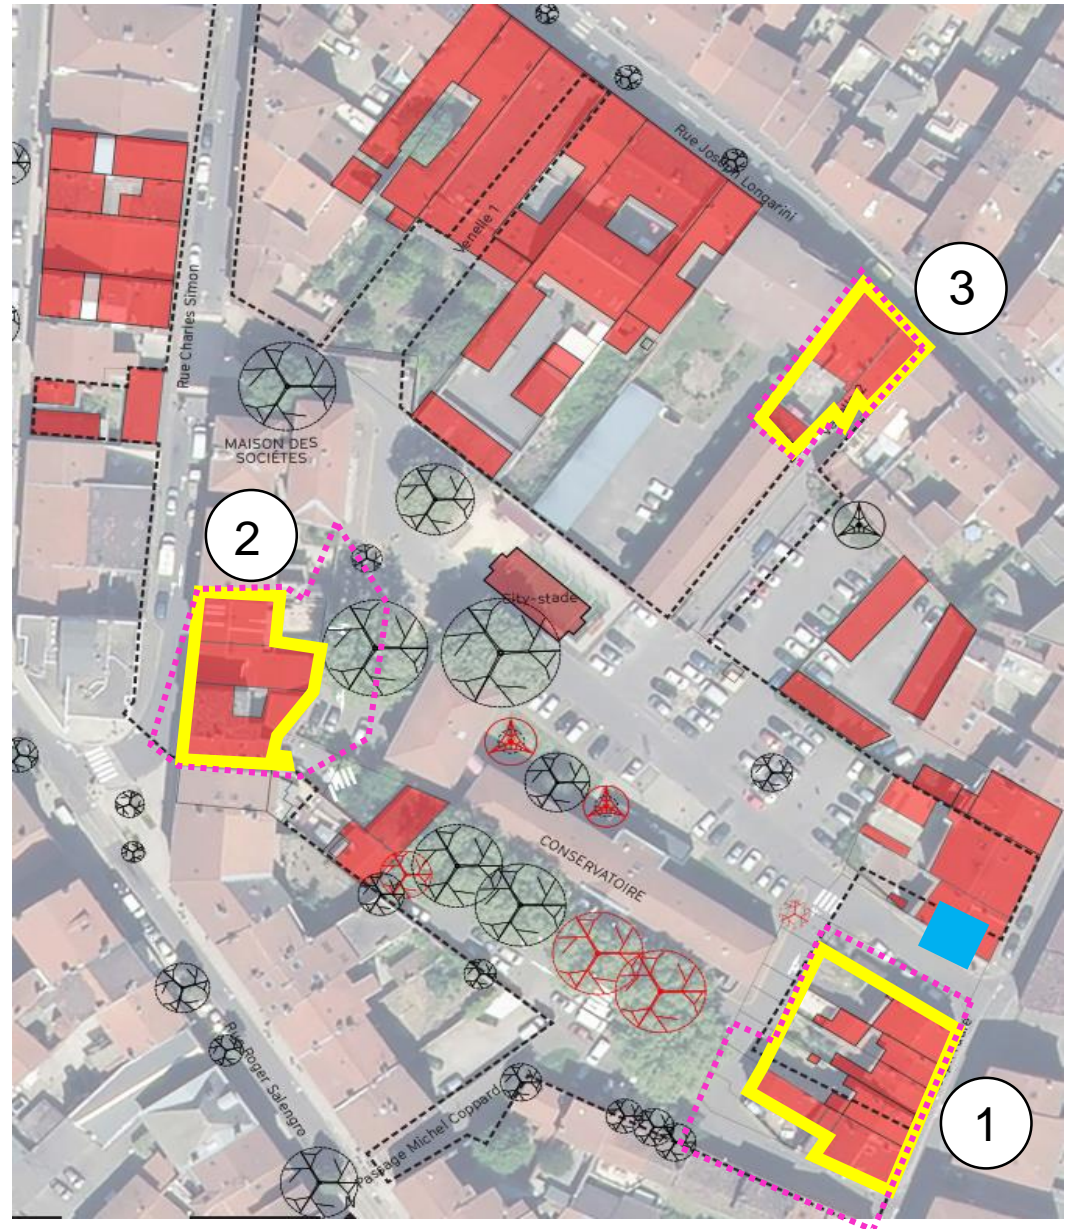 Rue Joseph Longarini
Venelle 1
3
Rue Charles Simon
MAISON DES
SOCIÉTES
2
City-stade
CONSERVATOIRE
Rue Roger Salengro
Passage Michel Coppard
1